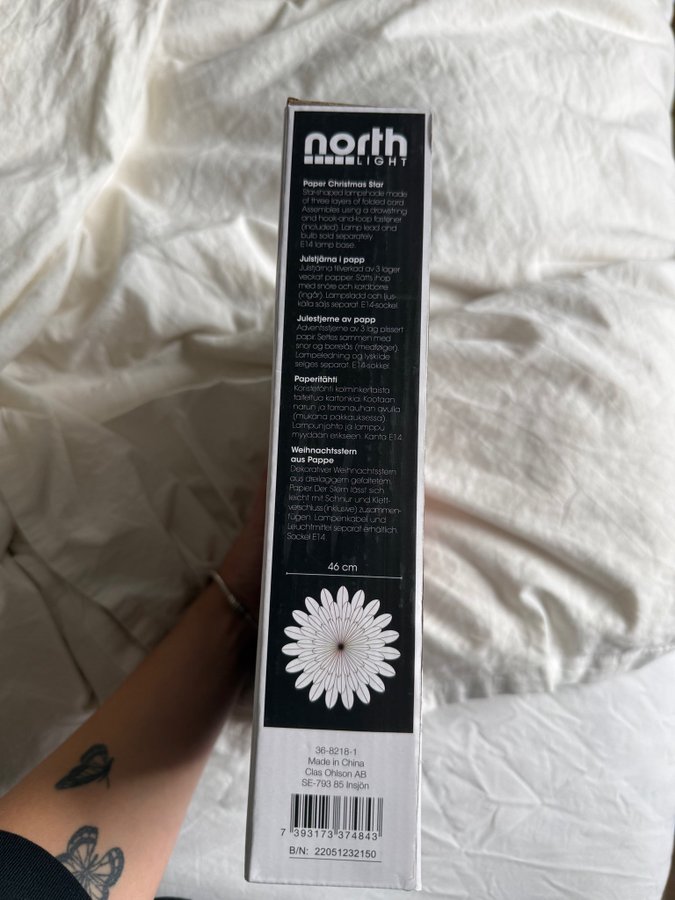 north
LIGHT
Paper Christmas Star
Star-shaped lampshade made
of three layers of folded card.
Assembles using a drawstring
and hook-and-loop fastener
(included). Lamp lead and
bulb sold separately.
E14 lamp base.
Julstjärna i papp
Julstjärna tillverkad av 3 lager
veckat papper. Sätts ihop
med snöre och kardborre
(ingår). Lampsladd och ljus-
källa säljs separat. E14-sockel.
Julestjerne av papp
Adventsstjerne av 3 lag plissert
papir. Settes sammen med
snor og borrelås (medfølger).
Lampeledning og lyskilde
selges separat. E14-sokkel.
Paperitähti
Koristetähti kolminkertaista
taiteltua kartonkia. Kootaan
narun ja tarranauhan avulla
(mukana pakkauksessa).
Lampunjohto ja lamppu
myydään erikseen. Kanta E14.
Weihnachtsstern
aus Pappe
Dekorativer Weihnachtsstern
aus dreilagigem gefaltetem
Papier. Der Stern lässt sich
leicht mit Schnur und Klett-
verschluss (inklusive) zusammen-
fügen. Lampenkabel und
Leuchtmittel separat erhältlich.
Sockel E14.
46 cm
36-8218-1
Made in China
Clas Ohlson AB
SE-793 85 Insjön
7 393173 374843
B/N: 22051232150